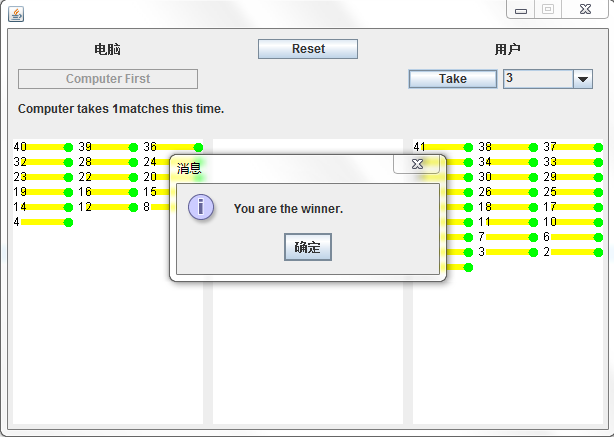 电脑
Reset
用户
Computer First
Take
3
Computer takes 1matches this time.
40 39 36 41 38 37
32 28 24 34 33
23 22 20 30 29
19 16 15 26 25
14 12 8 18 17
4 11 10
7 6
3 2
消息
You are the winner.
确定